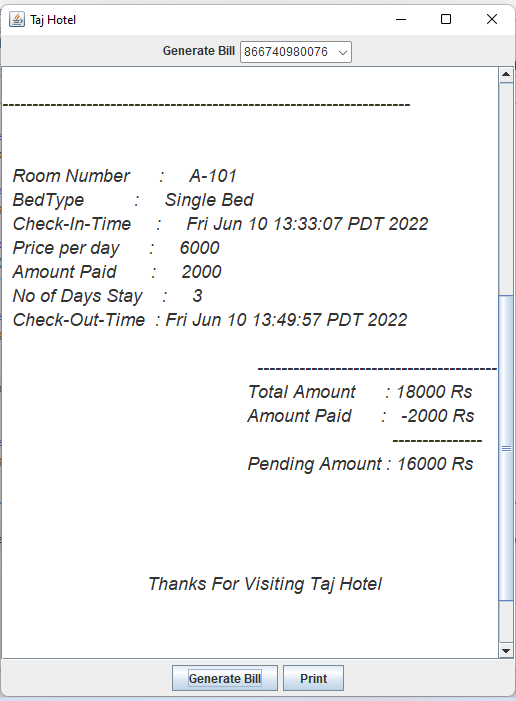 Taj Hotel
Generate Bill 866740980076
--------------------------------------------------------------------
Room Number : A-101
BedType : Single Bed
Check-In-Time : Fri Jun 10 13:33:07 PDT 2022
Price per day : 6000
Amount Paid : 2000
No of Days Stay : 3
Check-Out-Time : Fri Jun 10 13:49:57 PDT 2022
----------------------------------------
Total Amount : 18000 Rs
Amount Paid : -2000 Rs
---------------
Pending Amount : 16000 Rs
Thanks For Visiting Taj Hotel
Generate Bill Print